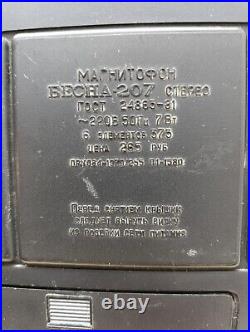 МАГНИТОФОН
ВЕСНА-207 СТЕРЕО
ГОСТ 24863-81
~220В 50Гц 7Вт
6 ЭЛЕМЕНТОВ 373
ЦЕНА 285 РУБ
ПЕРЕД СНЯТИЕМ КРЫШКИ
СЛЕДУЕТ ВЫНУТЬ ВИЛКУ
ИЗ РОЗЕТКИ СЕТИ ПИТАНИЯ